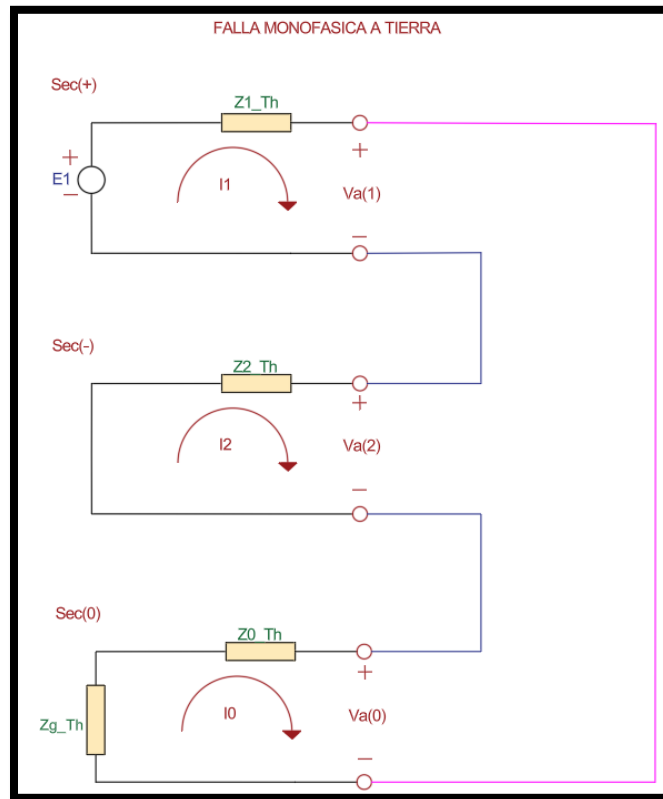 FALLA MONOFASICA A TIERRA
Sec(+)
Z1_Th
+
+
E1
I1
Va(1)
−
−
Sec(-)
Z2_Th
+
I2
Va(2)
−
Sec(0)
Z0_Th
+
Zg_Th
I0
Va(0)
−